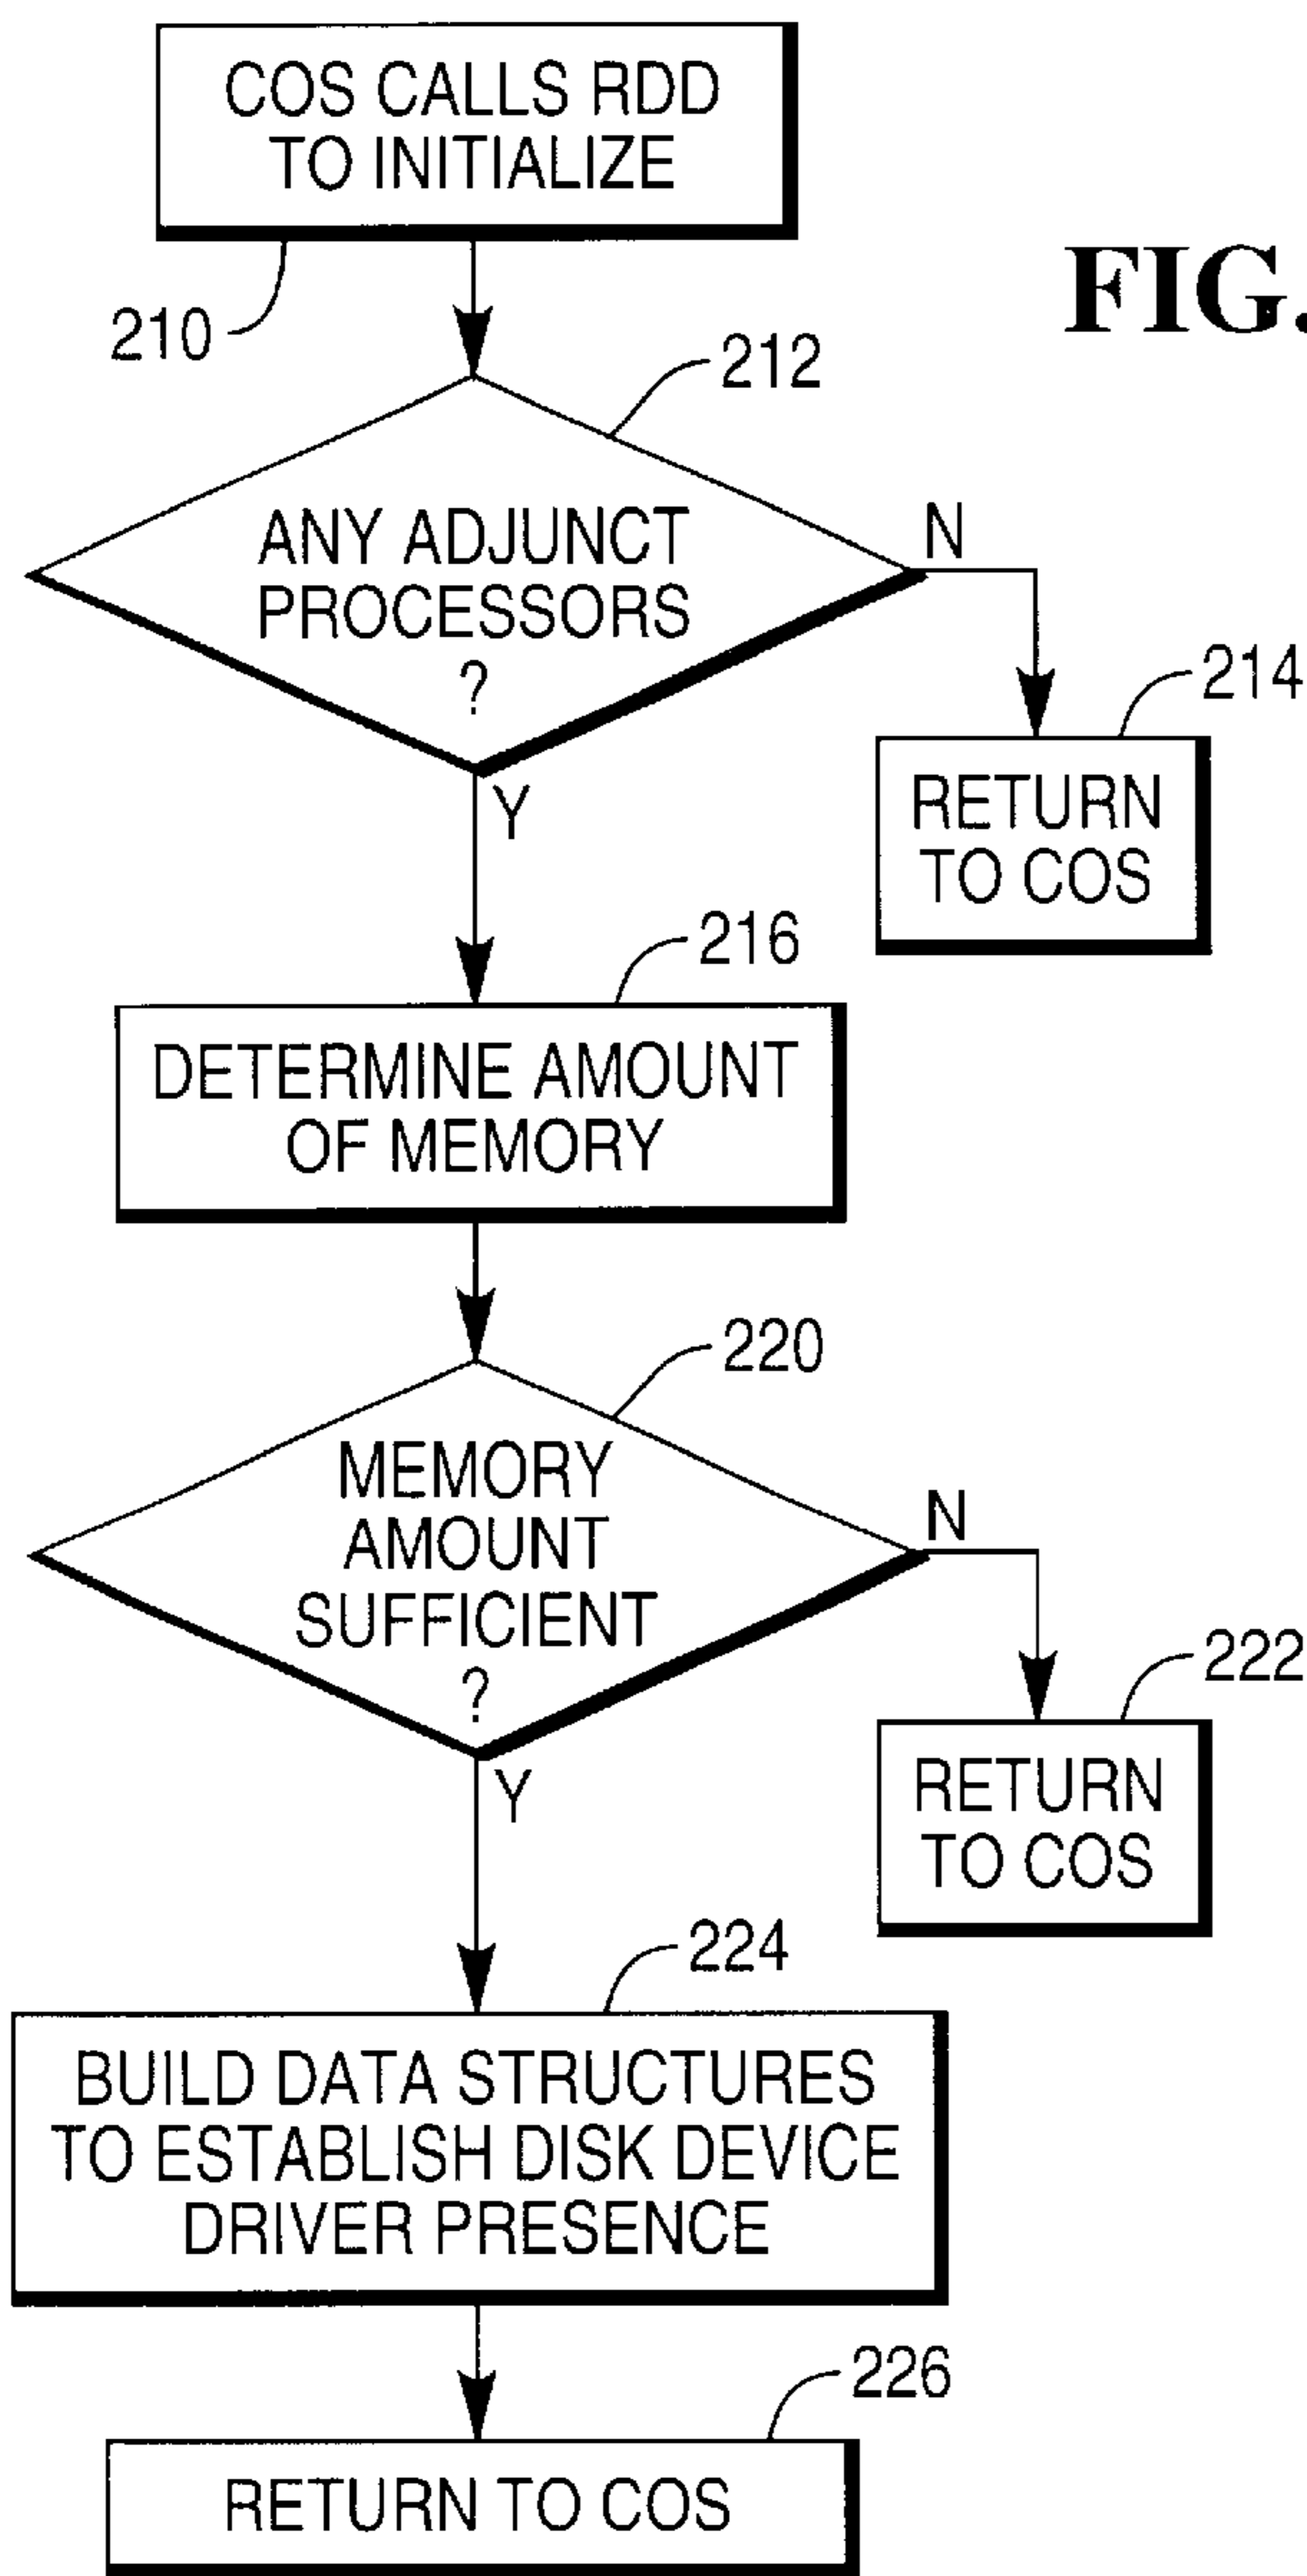 COS CALLS RDD
TO INITIALIZE
210
FIG.
212
ANY ADJUNCT
PROCESSORS
?
N
Y
214
RETURN
TO COS
216
DETERMINE AMOUNT
OF MEMORY
220
MEMORY
AMOUNT
SUFFICIENT
?
N
Y
222
RETURN
TO COS
224
BUILD DATA STRUCTURES
TO ESTABLISH DISK DEVICE
DRIVER PRESENCE
226
RETURN TO COS